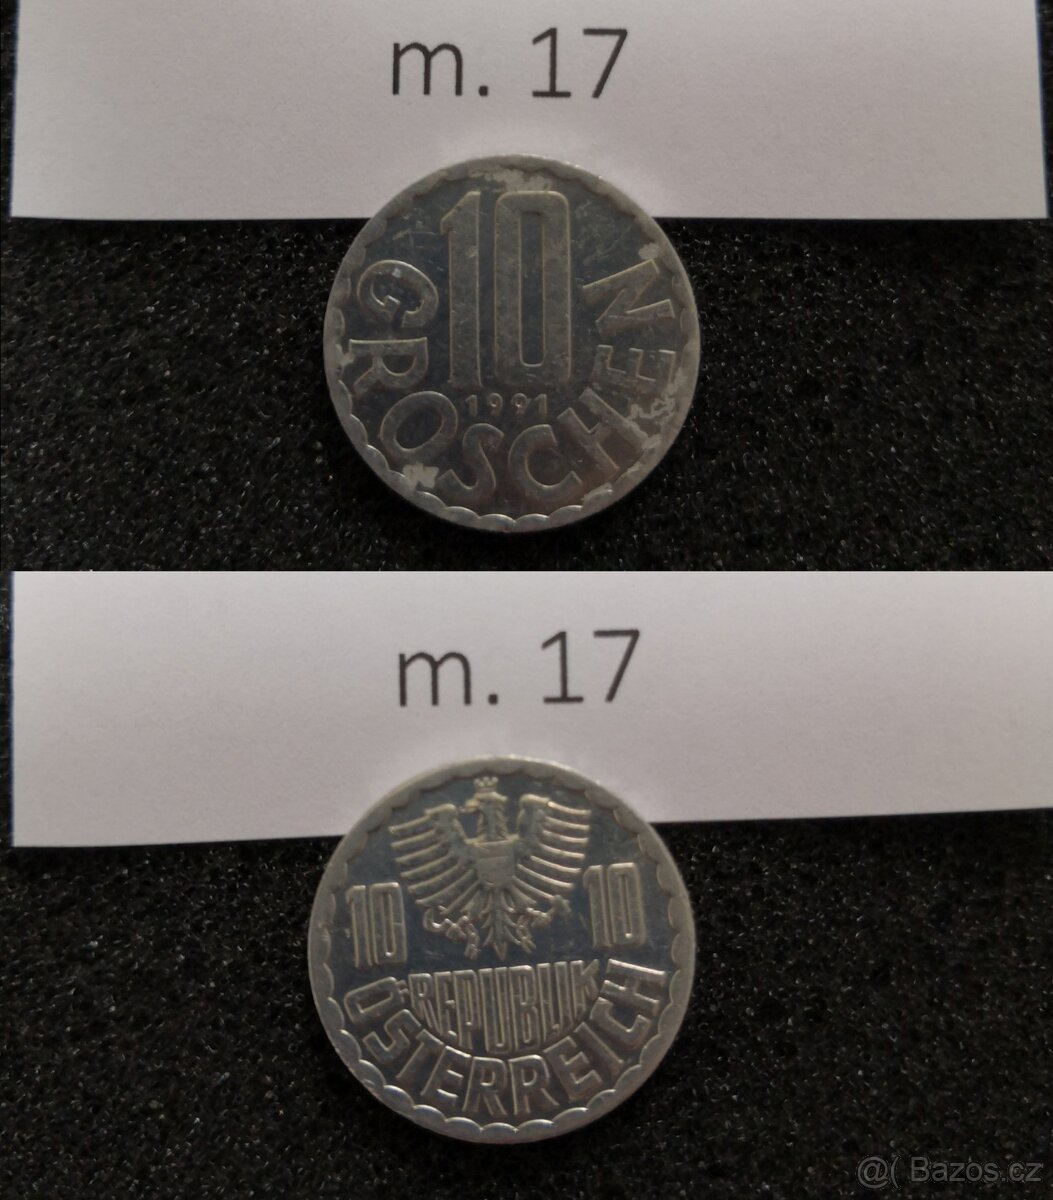 m. 17
10
GROSCHEN
1991
m. 17
10 10
REPUBLIK
ÖSTERREICH
@( Bazos.cz